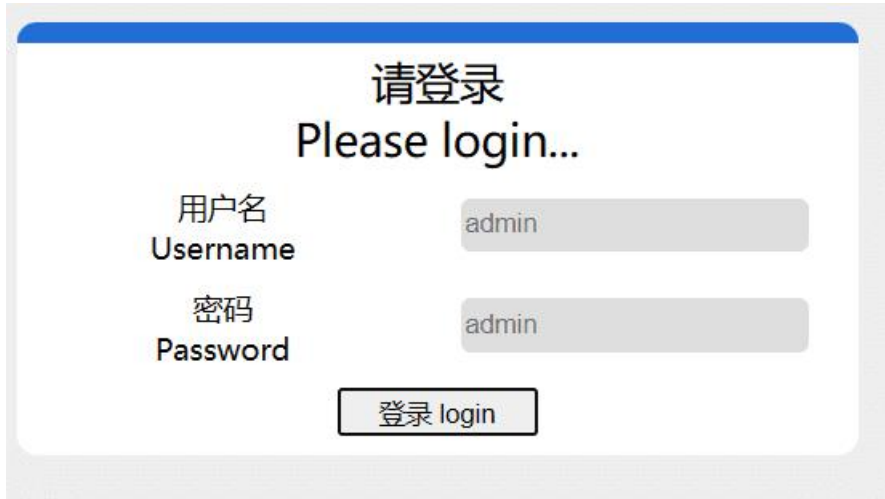 请登录
Please login...
用户名
Username
admin
密码
Password
admin
登录 login